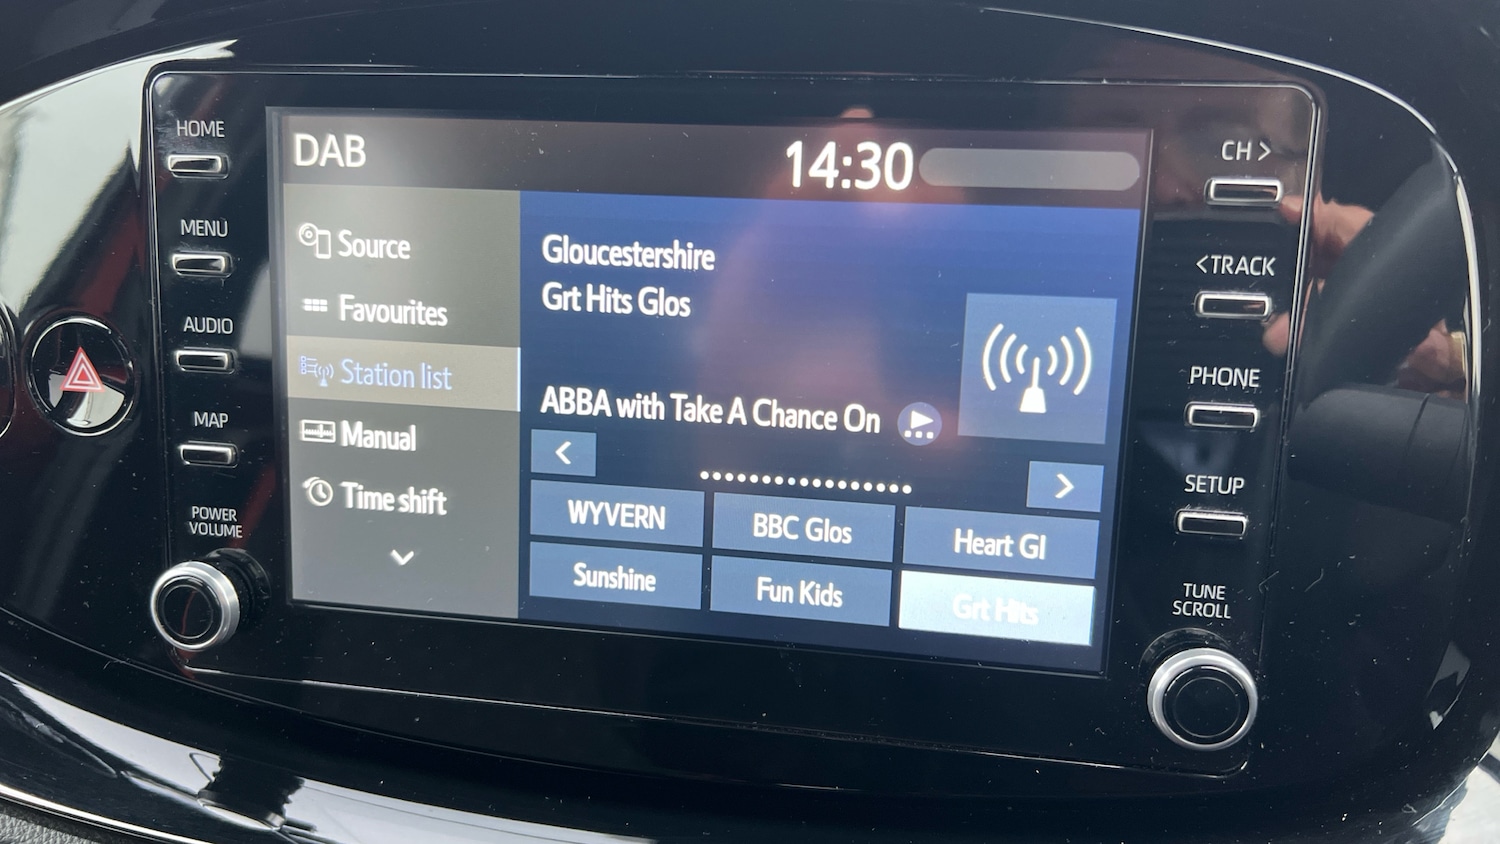 HOME
MENU
AUDIO
MAP
POWER
VOLUME
DAB
14:30
Source
Favourites
Station list
Manual
Time shift
Gloucestershire
Grt Hits Glos
ABBA with Take A Chance On
<
>
WYVERN
BBC Glos
Heart Gl
Sunshine
Fun Kids
Grt Hits
CH >
<TRACK
PHONE
SETUP
TUNE
SCROLL